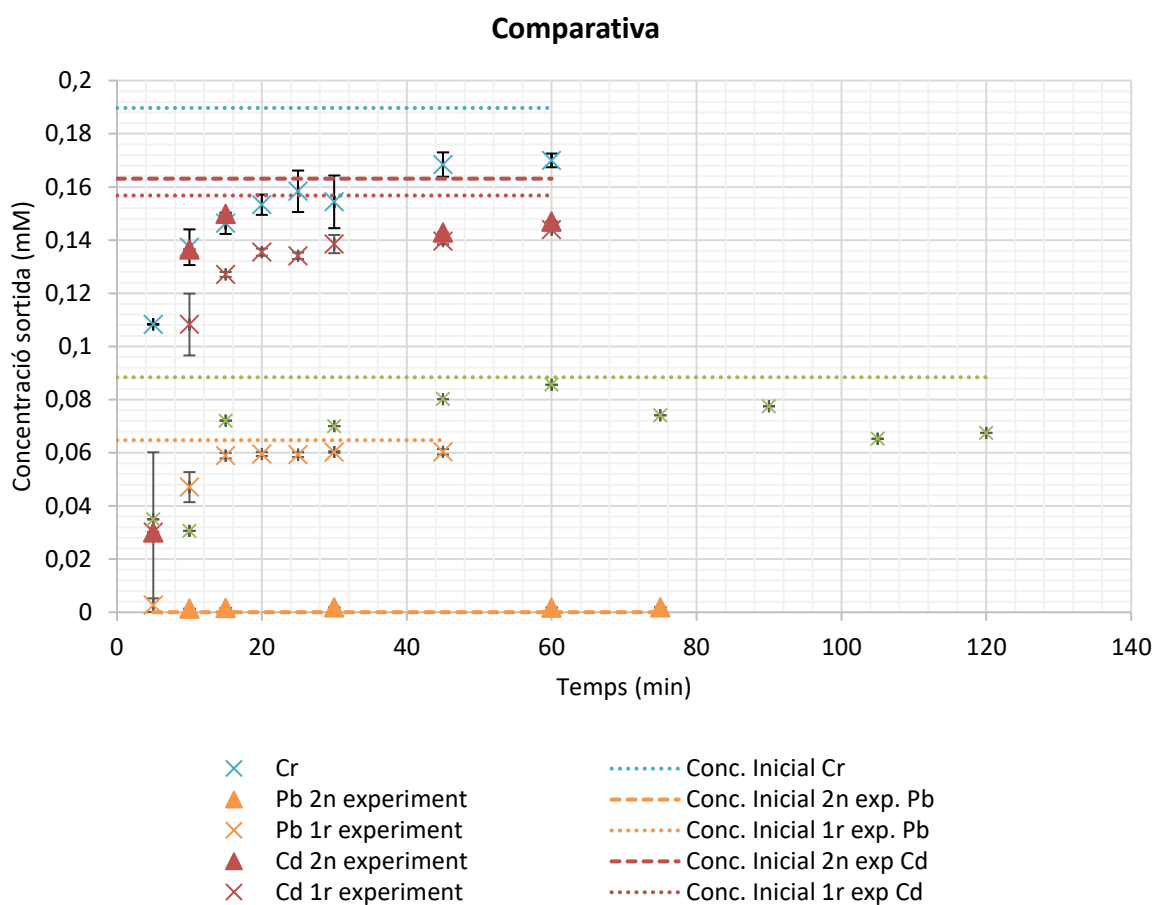 Comparativa
0,2
0,18
0,16
0,14
0,12
0,1
0,08
0,06
0,04
0,02
0
Concentració sortida (mM)
0 20 40 60 80 100 120 140
Temps (min)
Cr
Conc. Inicial Cr
Pb 2n experiment
Conc. Inicial 2n exp. Pb
Pb 1r experiment
Conc. Inicial 1r exp. Pb
Cd 2n experiment
Conc. Inicial 2n exp Cd
Cd 1r experiment
Conc. Inicial 1r exp Cd